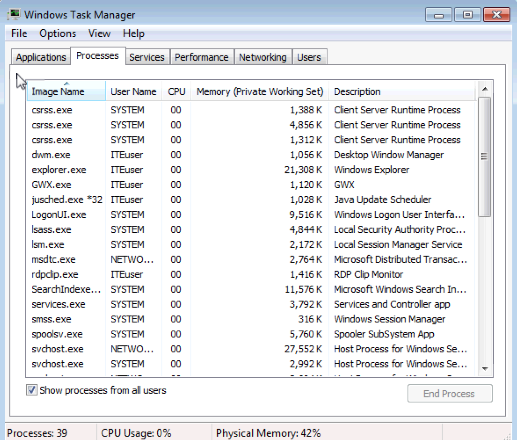 Windows Task Manager
File Options View Help
Applications Processes Services Performance Networking Users
Image Name User Name CPU Memory (Private Working Set) Description
csrss.exe SYSTEM 00 1,388 K Client Server Runtime Process
csrss.exe SYSTEM 00 4,856 K Client Server Runtime Process
csrss.exe SYSTEM 00 1,312 K Client Server Runtime Process
dwm.exe ITEuser 00 1,056 K Desktop Window Manager
explorer.exe ITEuser 00 21,308 K Windows Explorer
GWX.exe ITEuser 00 1,120 K GWX
jusched.exe *32 ITEuser 00 1,028 K Java Update Scheduler
LogonUI.exe SYSTEM 00 9,516 K Windows Logon User Interfa...
lsass.exe SYSTEM 00 4,844 K Local Security Authority Proc...
lsm.exe SYSTEM 00 2,172 K Local Session Manager Service
msdtc.exe NETWO... 00 2,764 K Microsoft Distributed Transac...
rdpclip.exe ITEuser 00 1,416 K RDP Clip Monitor
SearchIndexe... SYSTEM 00 11,576 K Microsoft Windows Search In...
services.exe SYSTEM 00 3,792 K Services and Controller app
smss.exe SYSTEM 00 316 K Windows Session Manager
spoolsv.exe SYSTEM 00 5,760 K Spooler SubSystem App
svchost.exe NETWO... 00 27,552 K Host Process for Windows Se...
svchost.exe SYSTEM 00 2,992 K Host Process for Windows Se...
Show processes from all users End Process
Processes: 39 CPU Usage: 0% Physical Memory: 42%